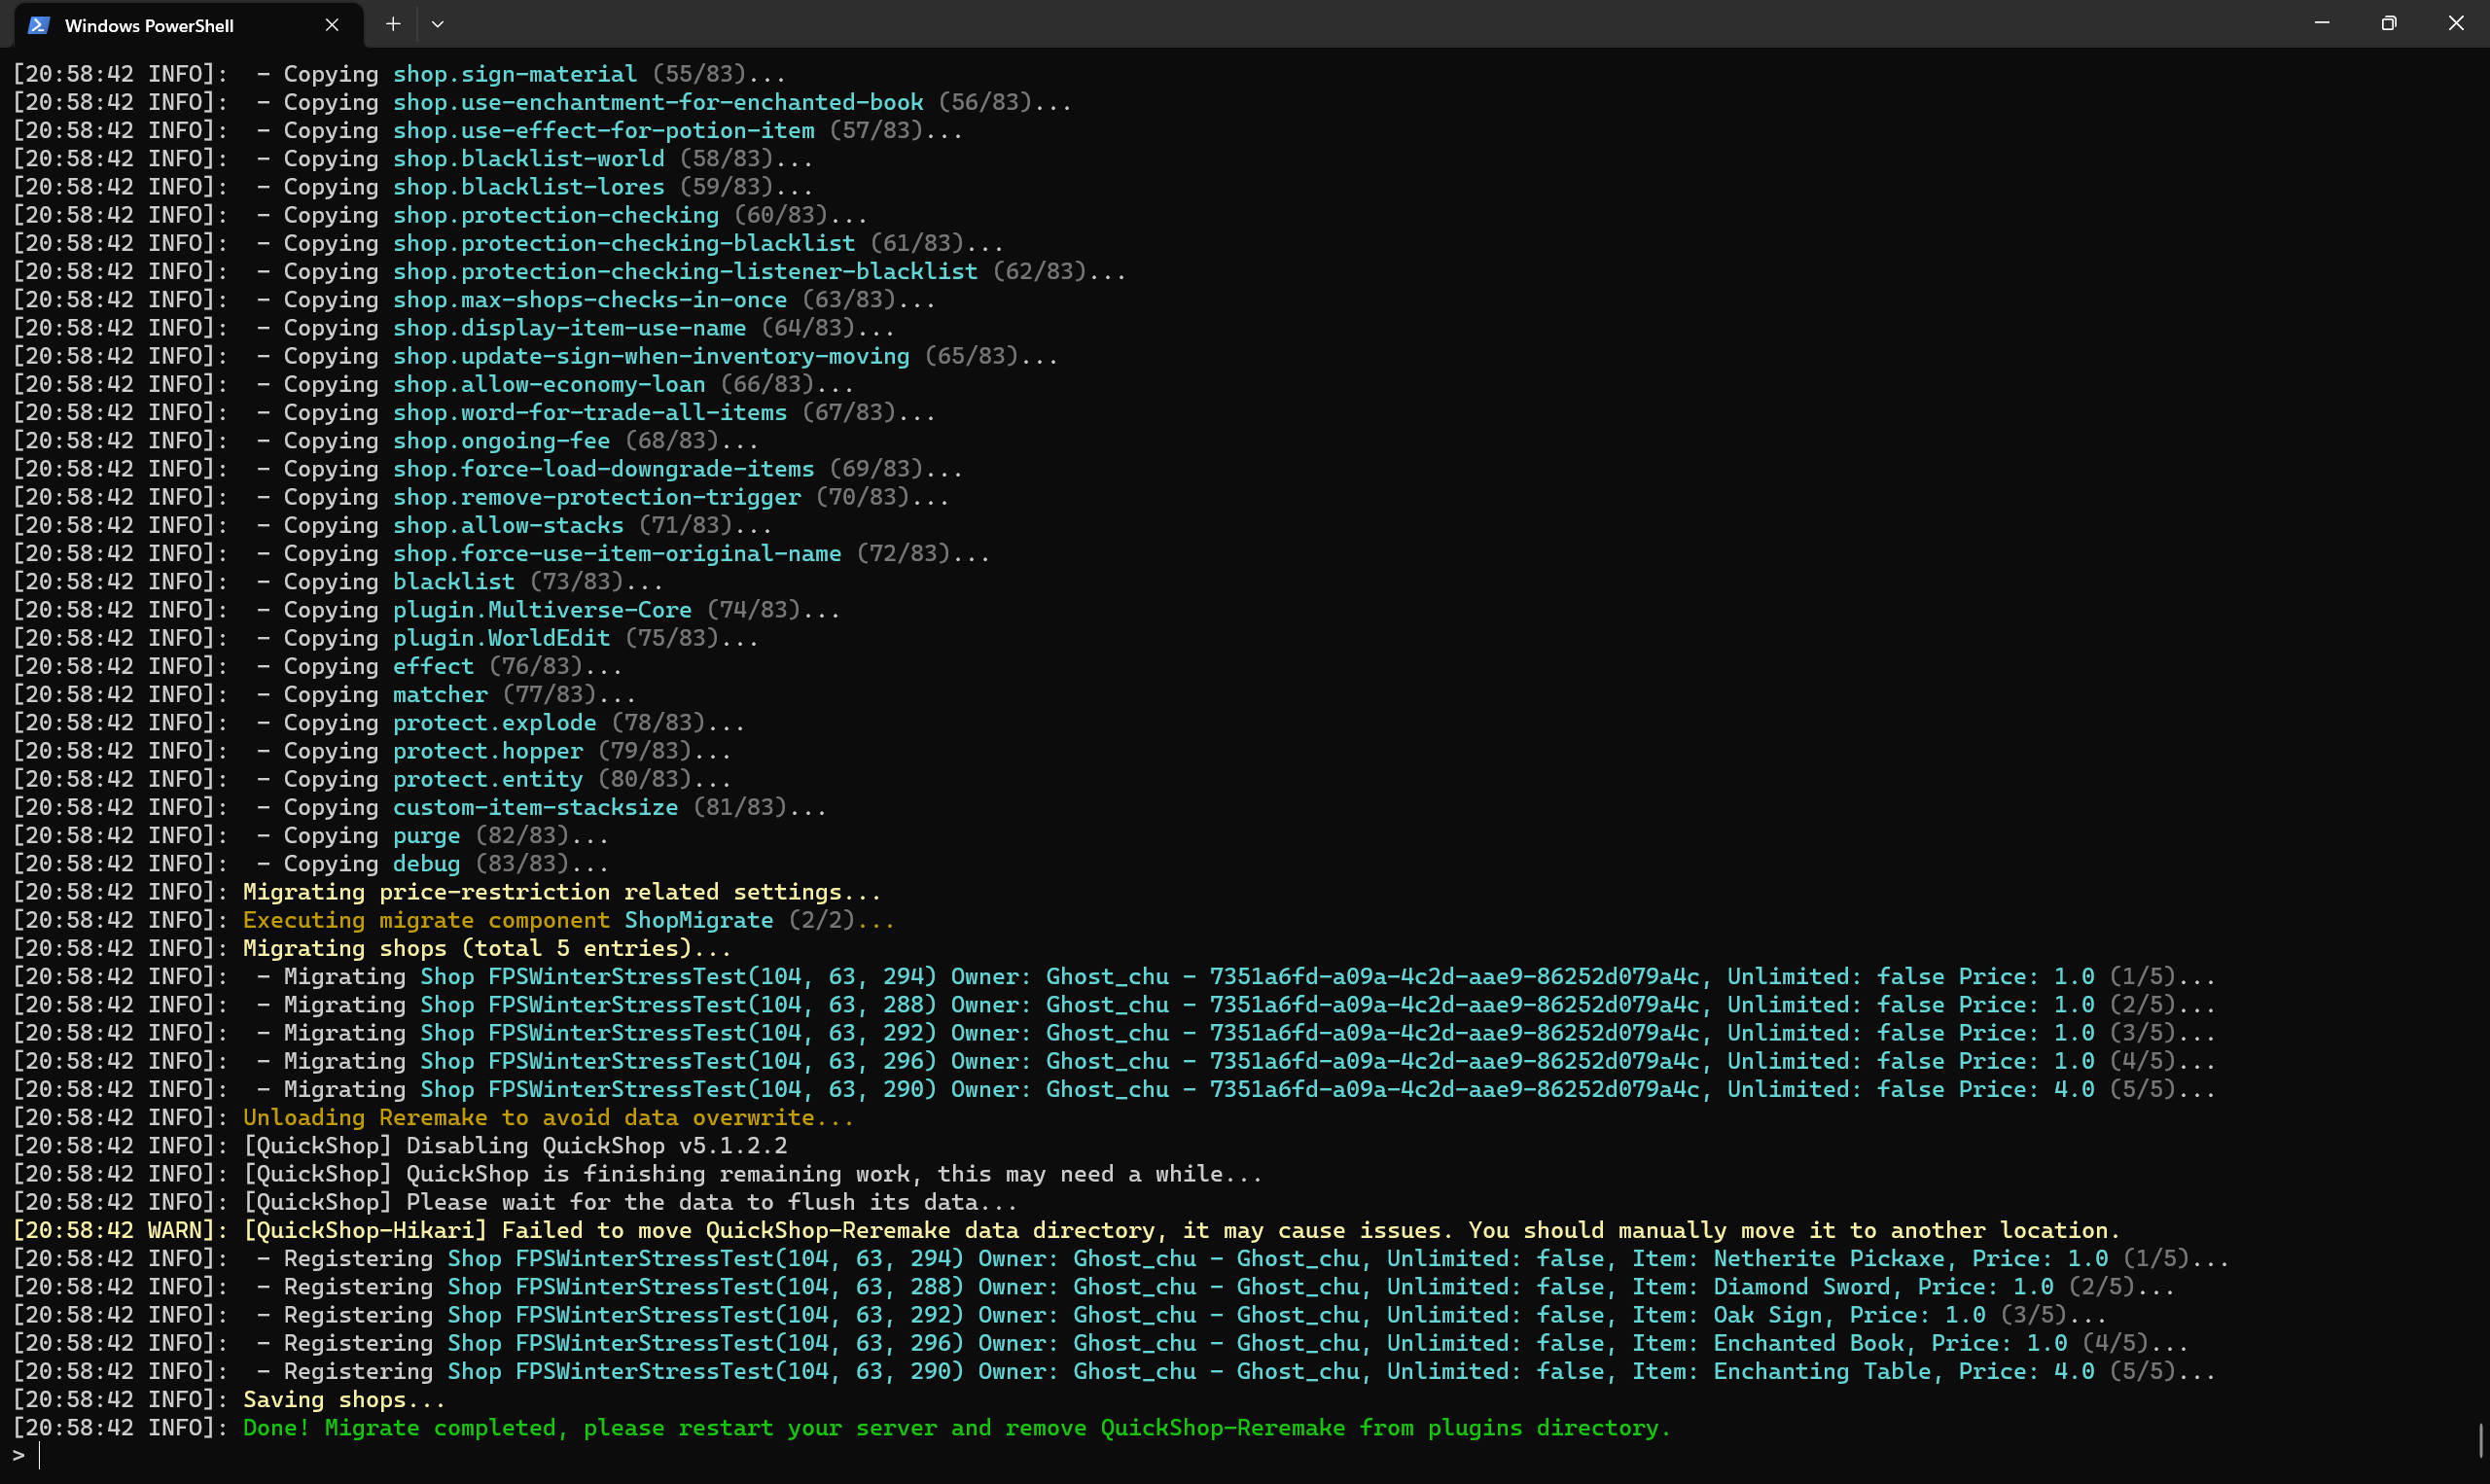 Windows PowerShell
[20:58:42 INFO]:  - Copying shop.sign-material (55/83)...
[20:58:42 INFO]:  - Copying shop.use-enchantment-for-enchanted-book (56/83)...
[20:58:42 INFO]:  - Copying shop.use-effect-for-potion-item (57/83)...
[20:58:42 INFO]:  - Copying shop.blacklist-world (58/83)...
[20:58:42 INFO]:  - Copying shop.blacklist-lores (59/83)...
[20:58:42 INFO]:  - Copying shop.protection-checking (60/83)...
[20:58:42 INFO]:  - Copying shop.protection-checking-blacklist (61/83)...
[20:58:42 INFO]:  - Copying shop.protection-checking-listener-blacklist (62/83)...
[20:58:42 INFO]:  - Copying shop.max-shops-checks-in-once (63/83)...
[20:58:42 INFO]:  - Copying shop.display-item-use-name (64/83)...
[20:58:42 INFO]:  - Copying shop.update-sign-when-inventory-moving (65/83)...
[20:58:42 INFO]:  - Copying shop.allow-economy-loan (66/83)...
[20:58:42 INFO]:  - Copying shop.word-for-trade-all-items (67/83)...
[20:58:42 INFO]:  - Copying shop.ongoing-fee (68/83)...
[20:58:42 INFO]:  - Copying shop.force-load-downgrade-items (69/83)...
[20:58:42 INFO]:  - Copying shop.remove-protection-trigger (70/83)...
[20:58:42 INFO]:  - Copying shop.allow-stacks (71/83)...
[20:58:42 INFO]:  - Copying shop.force-use-item-original-name (72/83)...
[20:58:42 INFO]:  - Copying blacklist (73/83)...
[20:58:42 INFO]:  - Copying plugin.Multiverse-Core (74/83)...
[20:58:42 INFO]:  - Copying plugin.WorldEdit (75/83)...
[20:58:42 INFO]:  - Copying effect (76/83)...
[20:58:42 INFO]:  - Copying matcher (77/83)...
[20:58:42 INFO]:  - Copying protect.explode (78/83)...
[20:58:42 INFO]:  - Copying protect.hopper (79/83)...
[20:58:42 INFO]:  - Copying protect.entity (80/83)...
[20:58:42 INFO]:  - Copying custom-item-stacksize (81/83)...
[20:58:42 INFO]:  - Copying purge (82/83)...
[20:58:42 INFO]:  - Copying debug (83/83)...
[20:58:42 INFO]: Migrating price-restriction related settings...
[20:58:42 INFO]: Executing migrate component ShopMigrate (2/2)...
[20:58:42 INFO]: Migrating shops (total 5 entries)...
[20:58:42 INFO]:  - Migrating Shop FPSWinterStressTest(104, 63, 294) Owner: Ghost_chu - 7351a6fd-a09a-4c2d-aae9-86252d079a4c, Unlimited: false Price: 1.0 (1/5)...
[20:58:42 INFO]:  - Migrating Shop FPSWinterStressTest(104, 63, 288) Owner: Ghost_chu - 7351a6fd-a09a-4c2d-aae9-86252d079a4c, Unlimited: false Price: 1.0 (2/5)...
[20:58:42 INFO]:  - Migrating Shop FPSWinterStressTest(104, 63, 292) Owner: Ghost_chu - 7351a6fd-a09a-4c2d-aae9-86252d079a4c, Unlimited: false Price: 1.0 (3/5)...
[20:58:42 INFO]:  - Migrating Shop FPSWinterStressTest(104, 63, 296) Owner: Ghost_chu - 7351a6fd-a09a-4c2d-aae9-86252d079a4c, Unlimited: false Price: 1.0 (4/5)...
[20:58:42 INFO]:  - Migrating Shop FPSWinterStressTest(104, 63, 290) Owner: Ghost_chu - 7351a6fd-a09a-4c2d-aae9-86252d079a4c, Unlimited: false Price: 4.0 (5/5)...
[20:58:42 INFO]: Unloading Reremake to avoid data overwrite...
[20:58:42 INFO]: [QuickShop] Disabling QuickShop v5.1.2.2
[20:58:42 INFO]: [QuickShop] QuickShop is finishing remaining work, this may need a while...
[20:58:42 INFO]: [QuickShop] Please wait for the data to flush its data...
[20:58:42 WARN]: [QuickShop-Hikari] Failed to move QuickShop-Reremake data directory, it may cause issues. You should manually move it to another location.
[20:58:42 INFO]:  - Registering Shop FPSWinterStressTest(104, 63, 294) Owner: Ghost_chu - Ghost_chu, Unlimited: false, Item: Netherite Pickaxe, Price: 1.0 (1/5)...
[20:58:42 INFO]:  - Registering Shop FPSWinterStressTest(104, 63, 288) Owner: Ghost_chu - Ghost_chu, Unlimited: false, Item: Diamond Sword, Price: 1.0 (2/5)...
[20:58:42 INFO]:  - Registering Shop FPSWinterStressTest(104, 63, 292) Owner: Ghost_chu - Ghost_chu, Unlimited: false, Item: Oak Sign, Price: 1.0 (3/5)...
[20:58:42 INFO]:  - Registering Shop FPSWinterStressTest(104, 63, 296) Owner: Ghost_chu - Ghost_chu, Unlimited: false, Item: Enchanted Book, Price: 1.0 (4/5)...
[20:58:42 INFO]:  - Registering Shop FPSWinterStressTest(104, 63, 290) Owner: Ghost_chu - Ghost_chu, Unlimited: false, Item: Enchanting Table, Price: 4.0 (5/5)...
[20:58:42 INFO]: Saving shops...
[20:58:42 INFO]: Done! Migrate completed, please restart your server and remove QuickShop-Reremake from plugins directory.
>